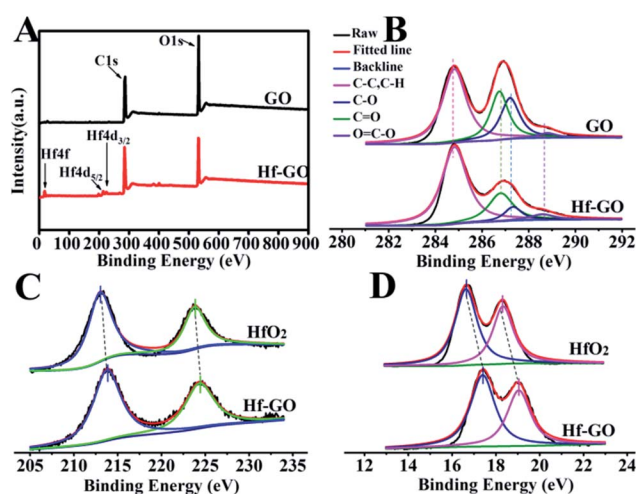 A
O1s
C1s
GO
Hf4d3/2
Hf4f
Hf4d5/2
Hf-GO
Intensity(a.u.)
0 100 200 300 400 500 600 700 800 900
Binding Energy (eV)
B
Raw
Fitted line
Backline
C-C,C-H
C-O
C=O
O=C-O
GO
Hf-GO
280 282 284 286 288 290 292
Binding Energy (eV)
C
HfO2
Hf-GO
205 210 215 220 225 230 235
Binding Energy (eV)
D
HfO2
Hf-GO
14 16 18 20 22 24
Binding Energy (eV)